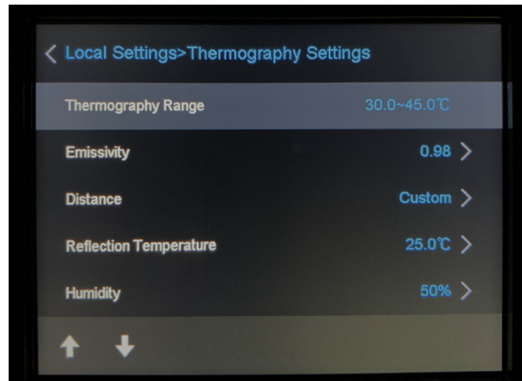 Local Settings>Thermography Settings
Thermography Range 30.0~45.0℃
Emissivity 0.98
Distance Custom
Reflection Temperature 25.0℃
Humidity 50%